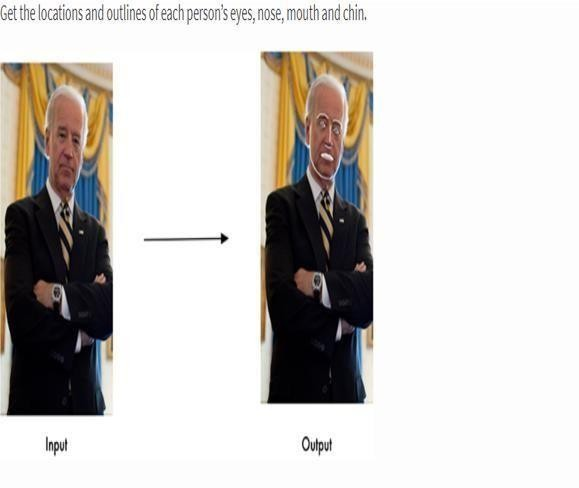 Get the locations and outlines of each person's eyes, nose, mouth and chin.
Input
Output